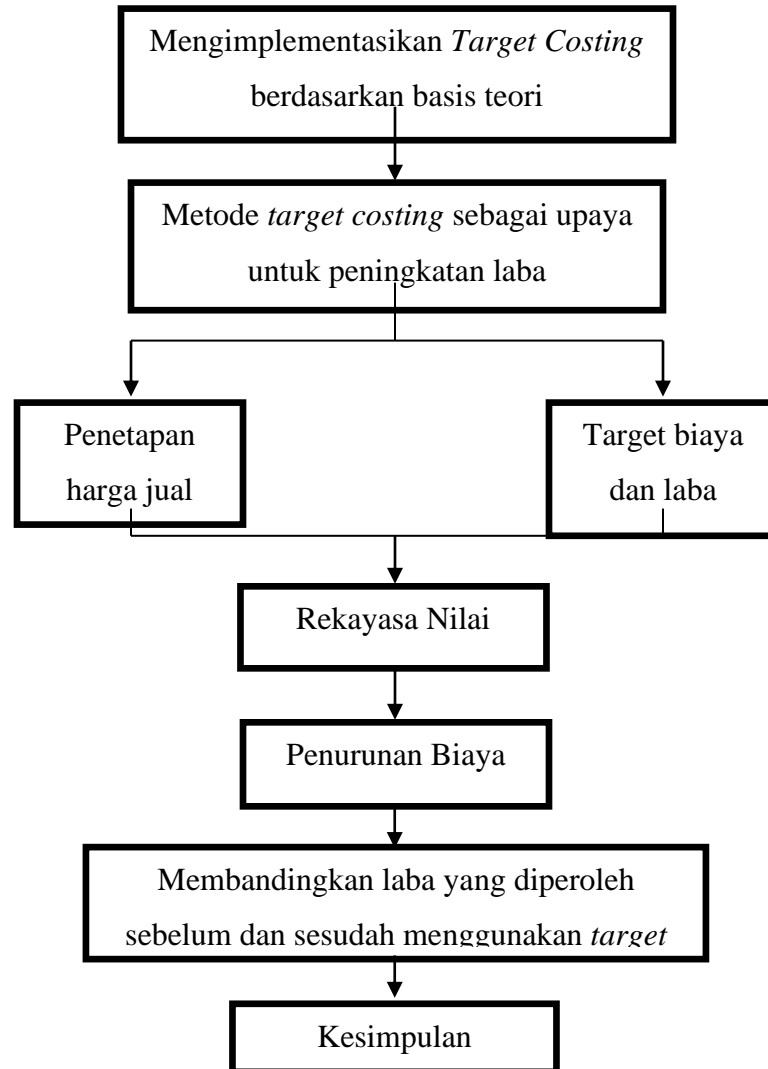 Mengimplementasikan Target Costing
berdasarkan basis teori
Metode target costing sebagai upaya
untuk peningkatan laba
Penetapan
harga jual
Target biaya
dan laba
Rekayasa Nilai
Penurunan Biaya
Membandingkan laba yang diperoleh
sebelum dan sesudah menggunakan target
Kesimpulan